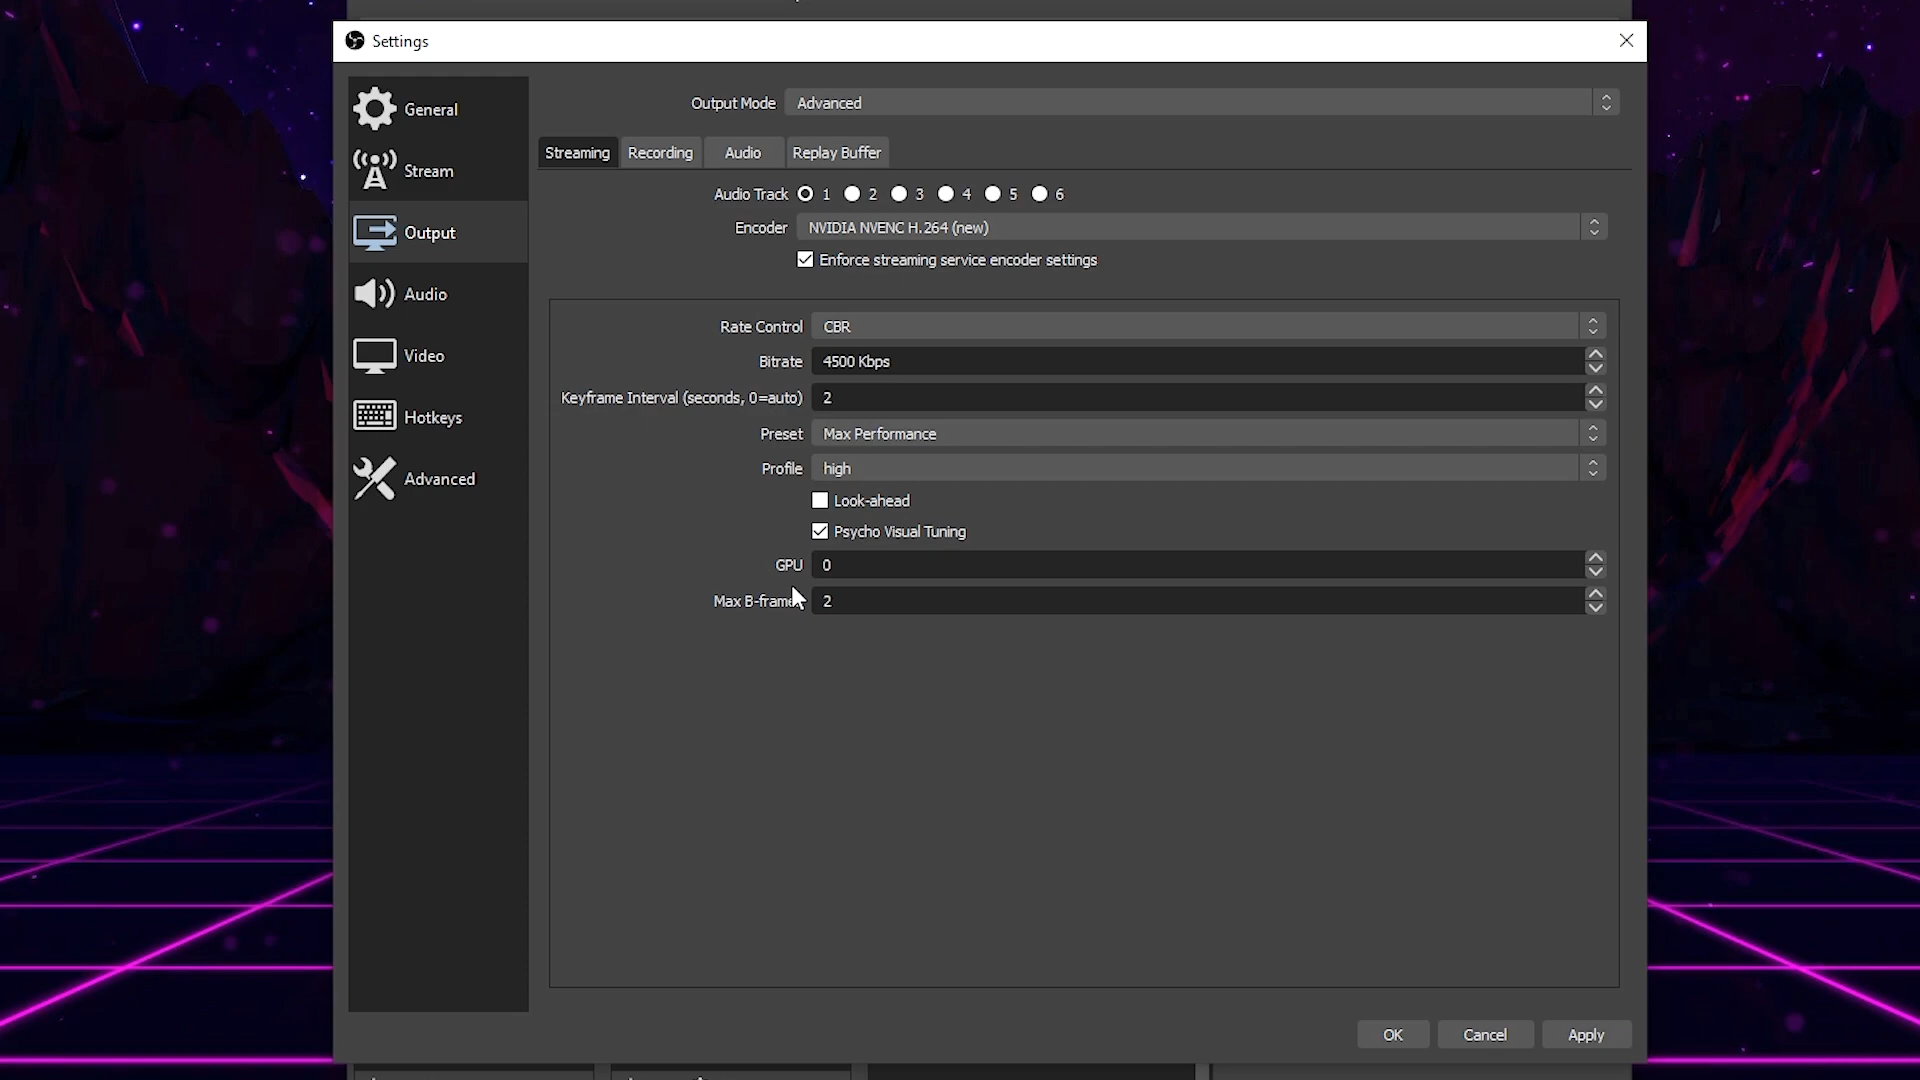 Settings
General
Stream
Output
Audio
Video
Hotkeys
Advanced
Output Mode Advanced
Streaming Recording Audio Replay Buffer
Audio Track 1 2 3 4 5 6
Encoder NVIDIA NVENC H.264 (new)
Enforce streaming service encoder settings
Rate Control CBR
Bitrate 4500 Kbps
Keyframe Interval (seconds, 0=auto) 2
Preset Max Performance
Profile high
Look-ahead
Psycho Visual Tuning
GPU 0
Max B-frames 2
OK Cancel Apply